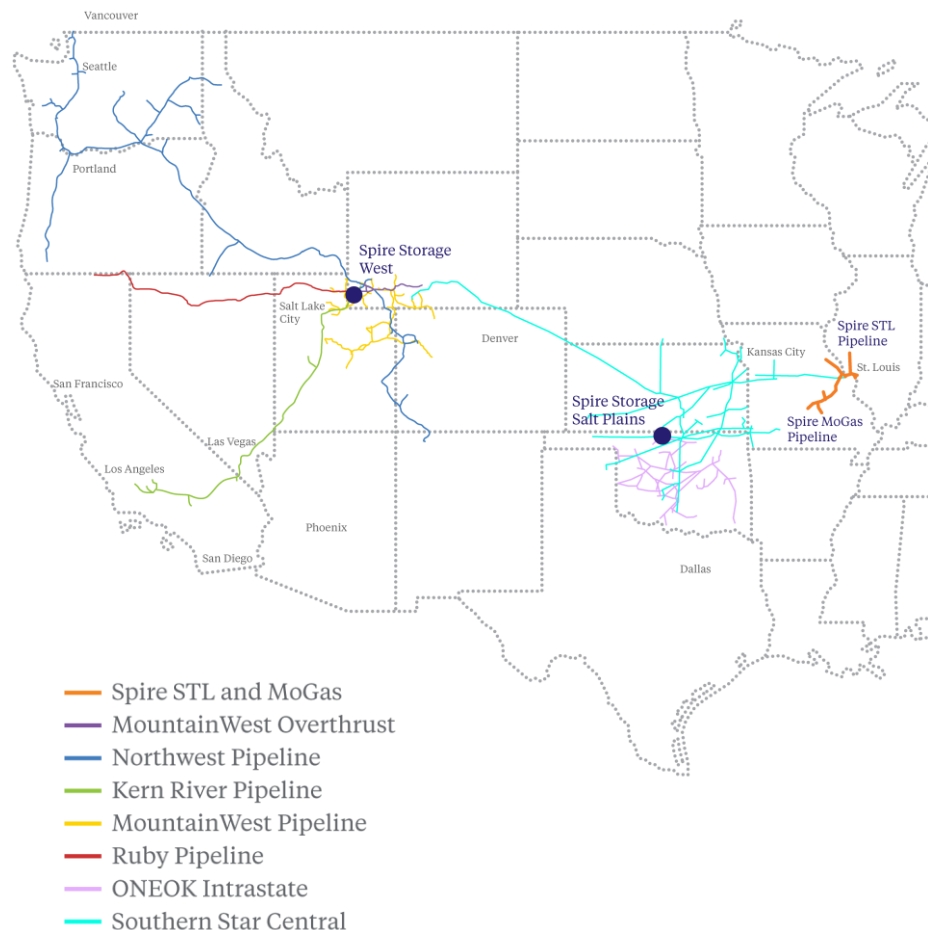 Vancouver
Seattle
Portland
Spire Storage
West
Salt Lake
City
Denver
Kansas City
Spire STL
Pipeline
St. Louis
San Francisco
Spire Storage
Salt Plains
Spire MoGas
Pipeline
Las Vegas
Los Angeles
Phoenix
San Diego
Dallas
Spire STL and MoGas
MountainWest Overthrust
Northwest Pipeline
Kern River Pipeline
MountainWest Pipeline
Ruby Pipeline
ONEOK Intrastate
Southern Star Central